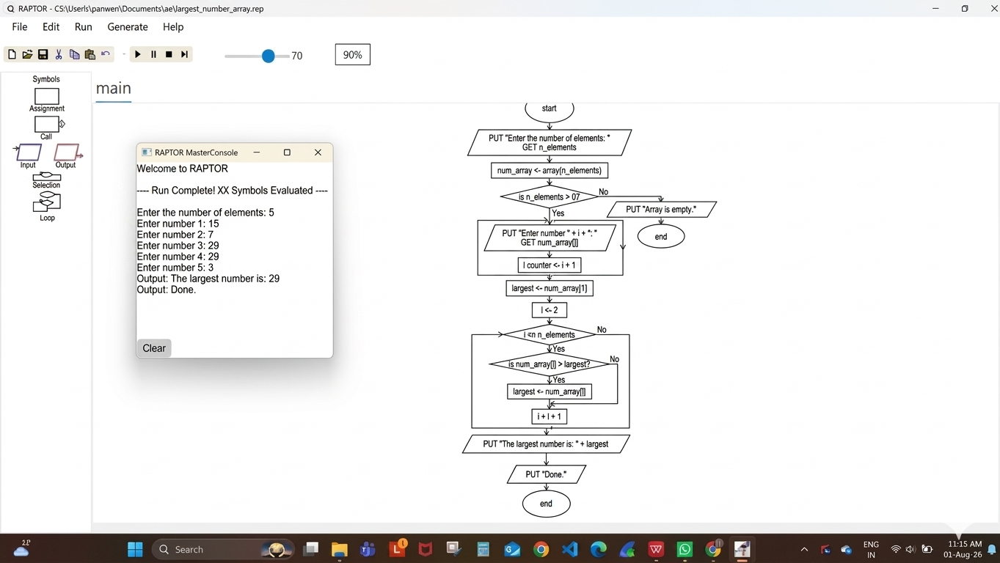 RAPTOR - CS:\Userls\panwen\Documents\ae\largest_number_array.rep
File Edit Run Generate Help
70
90%
Symbols
Assignment
Call
Input Output
Selection
Loop
main
RAPTOR MasterConsole
Welcome to RAPTOR
---- Run Complete! XX Symbols Evaluated ----
Enter the number of elements: 5
Enter number 1: 15
Enter number 2: 7
Enter number 3: 29
Enter number 4: 29
Enter number 5: 3
Output: The largest number is: 29
Output: Done.
Clear
start
PUT "Enter the number of elements: "
GET n_elements
num_array <- array(n_elements)
is n_elements > 0?
No
PUT "Array is empty."
end
Yes
PUT "Enter number " + i + ": "
GET num_array[]]
l counter <- i + 1
largest <- num_array]1]
l <- 2
i <n n_elements
No
Yes
is num_array[]] > largest?
No
Yes
largest <- num_array[]]
i + l + 1
PUT "The largest number is: " + largest
PUT "Done."
end
Search
ENG
IN
11:15 AM
01-Aug-26